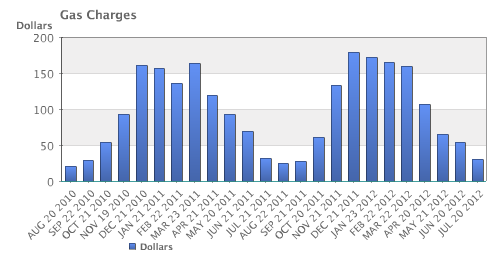 Gas Charges
Dollars
200
150
100
50
0
AUG 20 2010
SEP 22 2010
OCT 21 2010
NOV 19 2010
DEC 21 2010
JAN 21 2011
FEB 22 2011
MAR 23 2011
APR 20 2011
MAY 20 2011
JUN 21 2011
JUL 21 2011
AUG 22 2011
SEP 21 2011
OCT 20 2011
NOV 21 2011
DEC 21 2011
JAN 23 2012
FEB 22 2012
MAR 22 2012
APR 20 2012
MAY 21 2012
JUN 20 2012
JUL 20 2012
Dollars